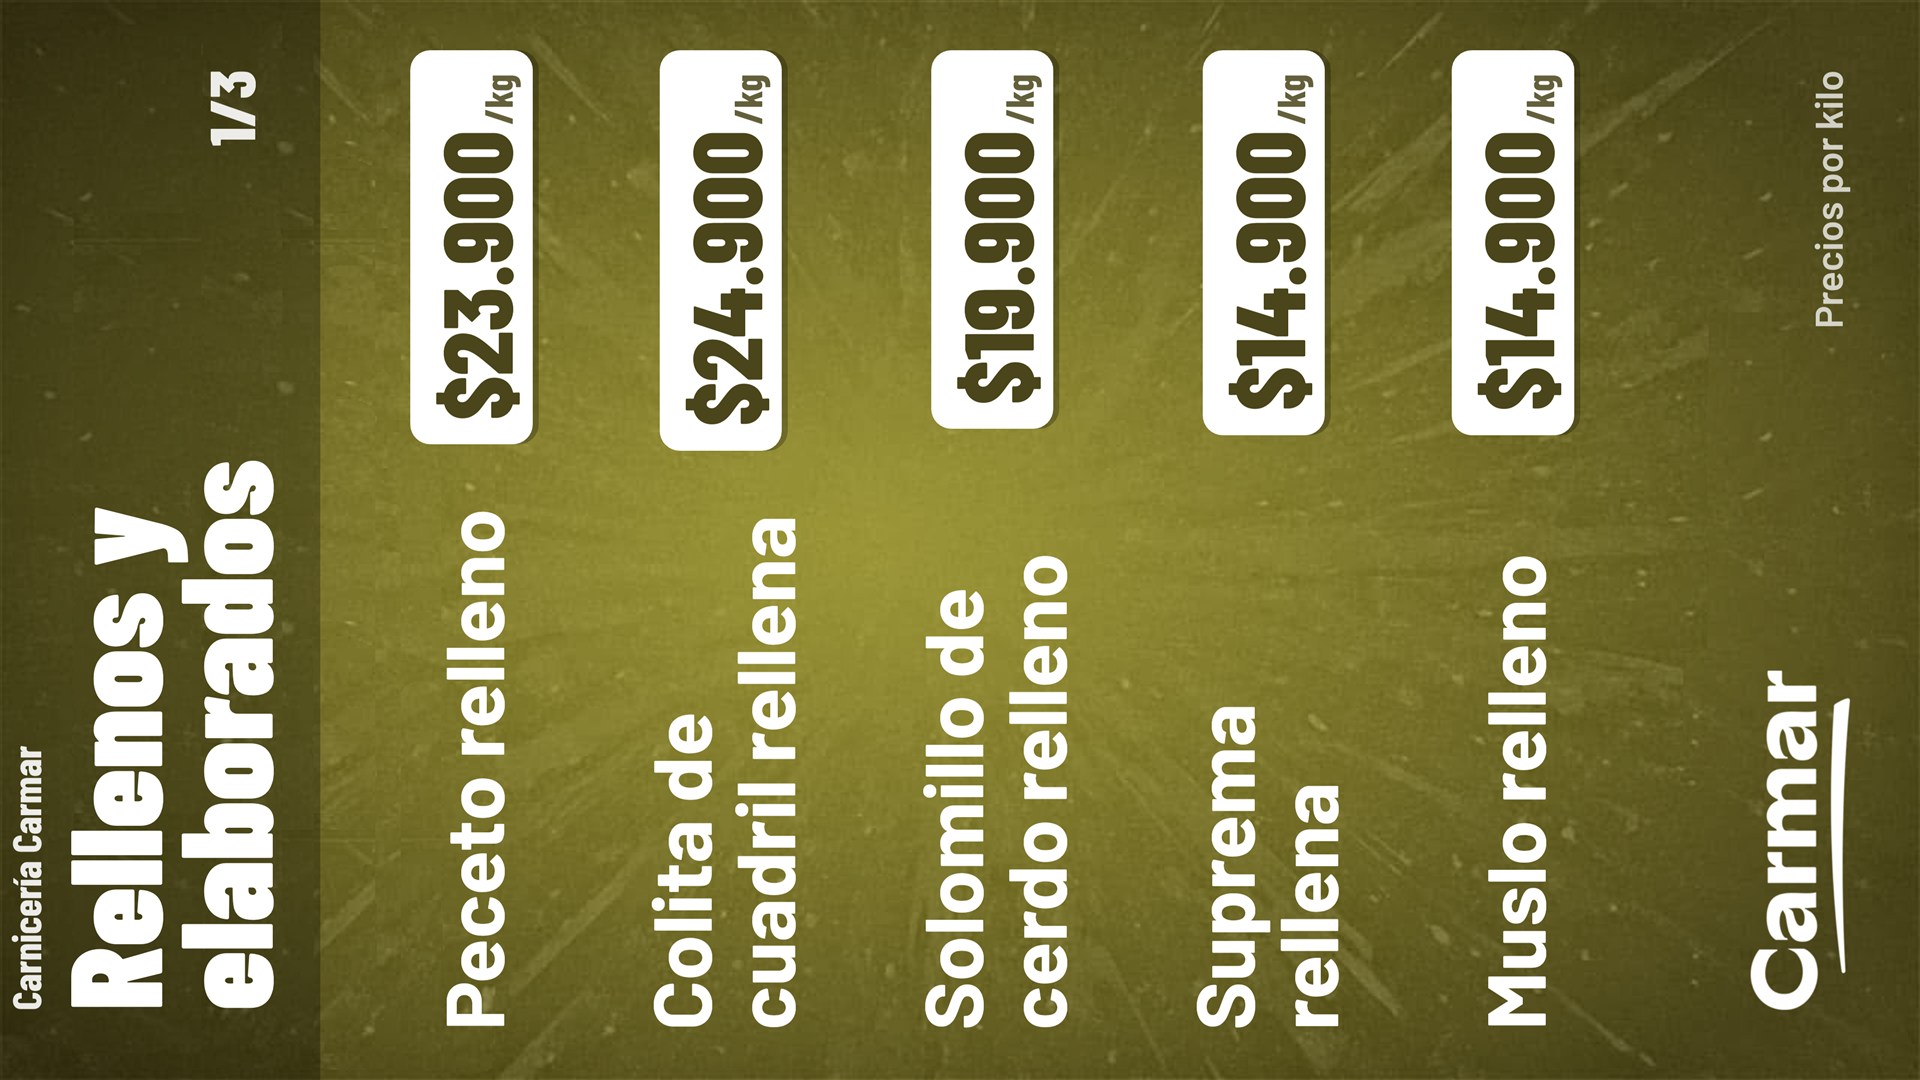 Carnicería Carmar
Rellenos y
elaborados
1/3
Peceto relleno
$23.900/kg
Colita de
cuadril rellena
$24.900/kg
Solomillo de
cerdo relleno
$19.900/kg
Suprema
rellena
$14.900/kg
Muslo relleno
$14.900/kg
Carmar
Precios por kilo